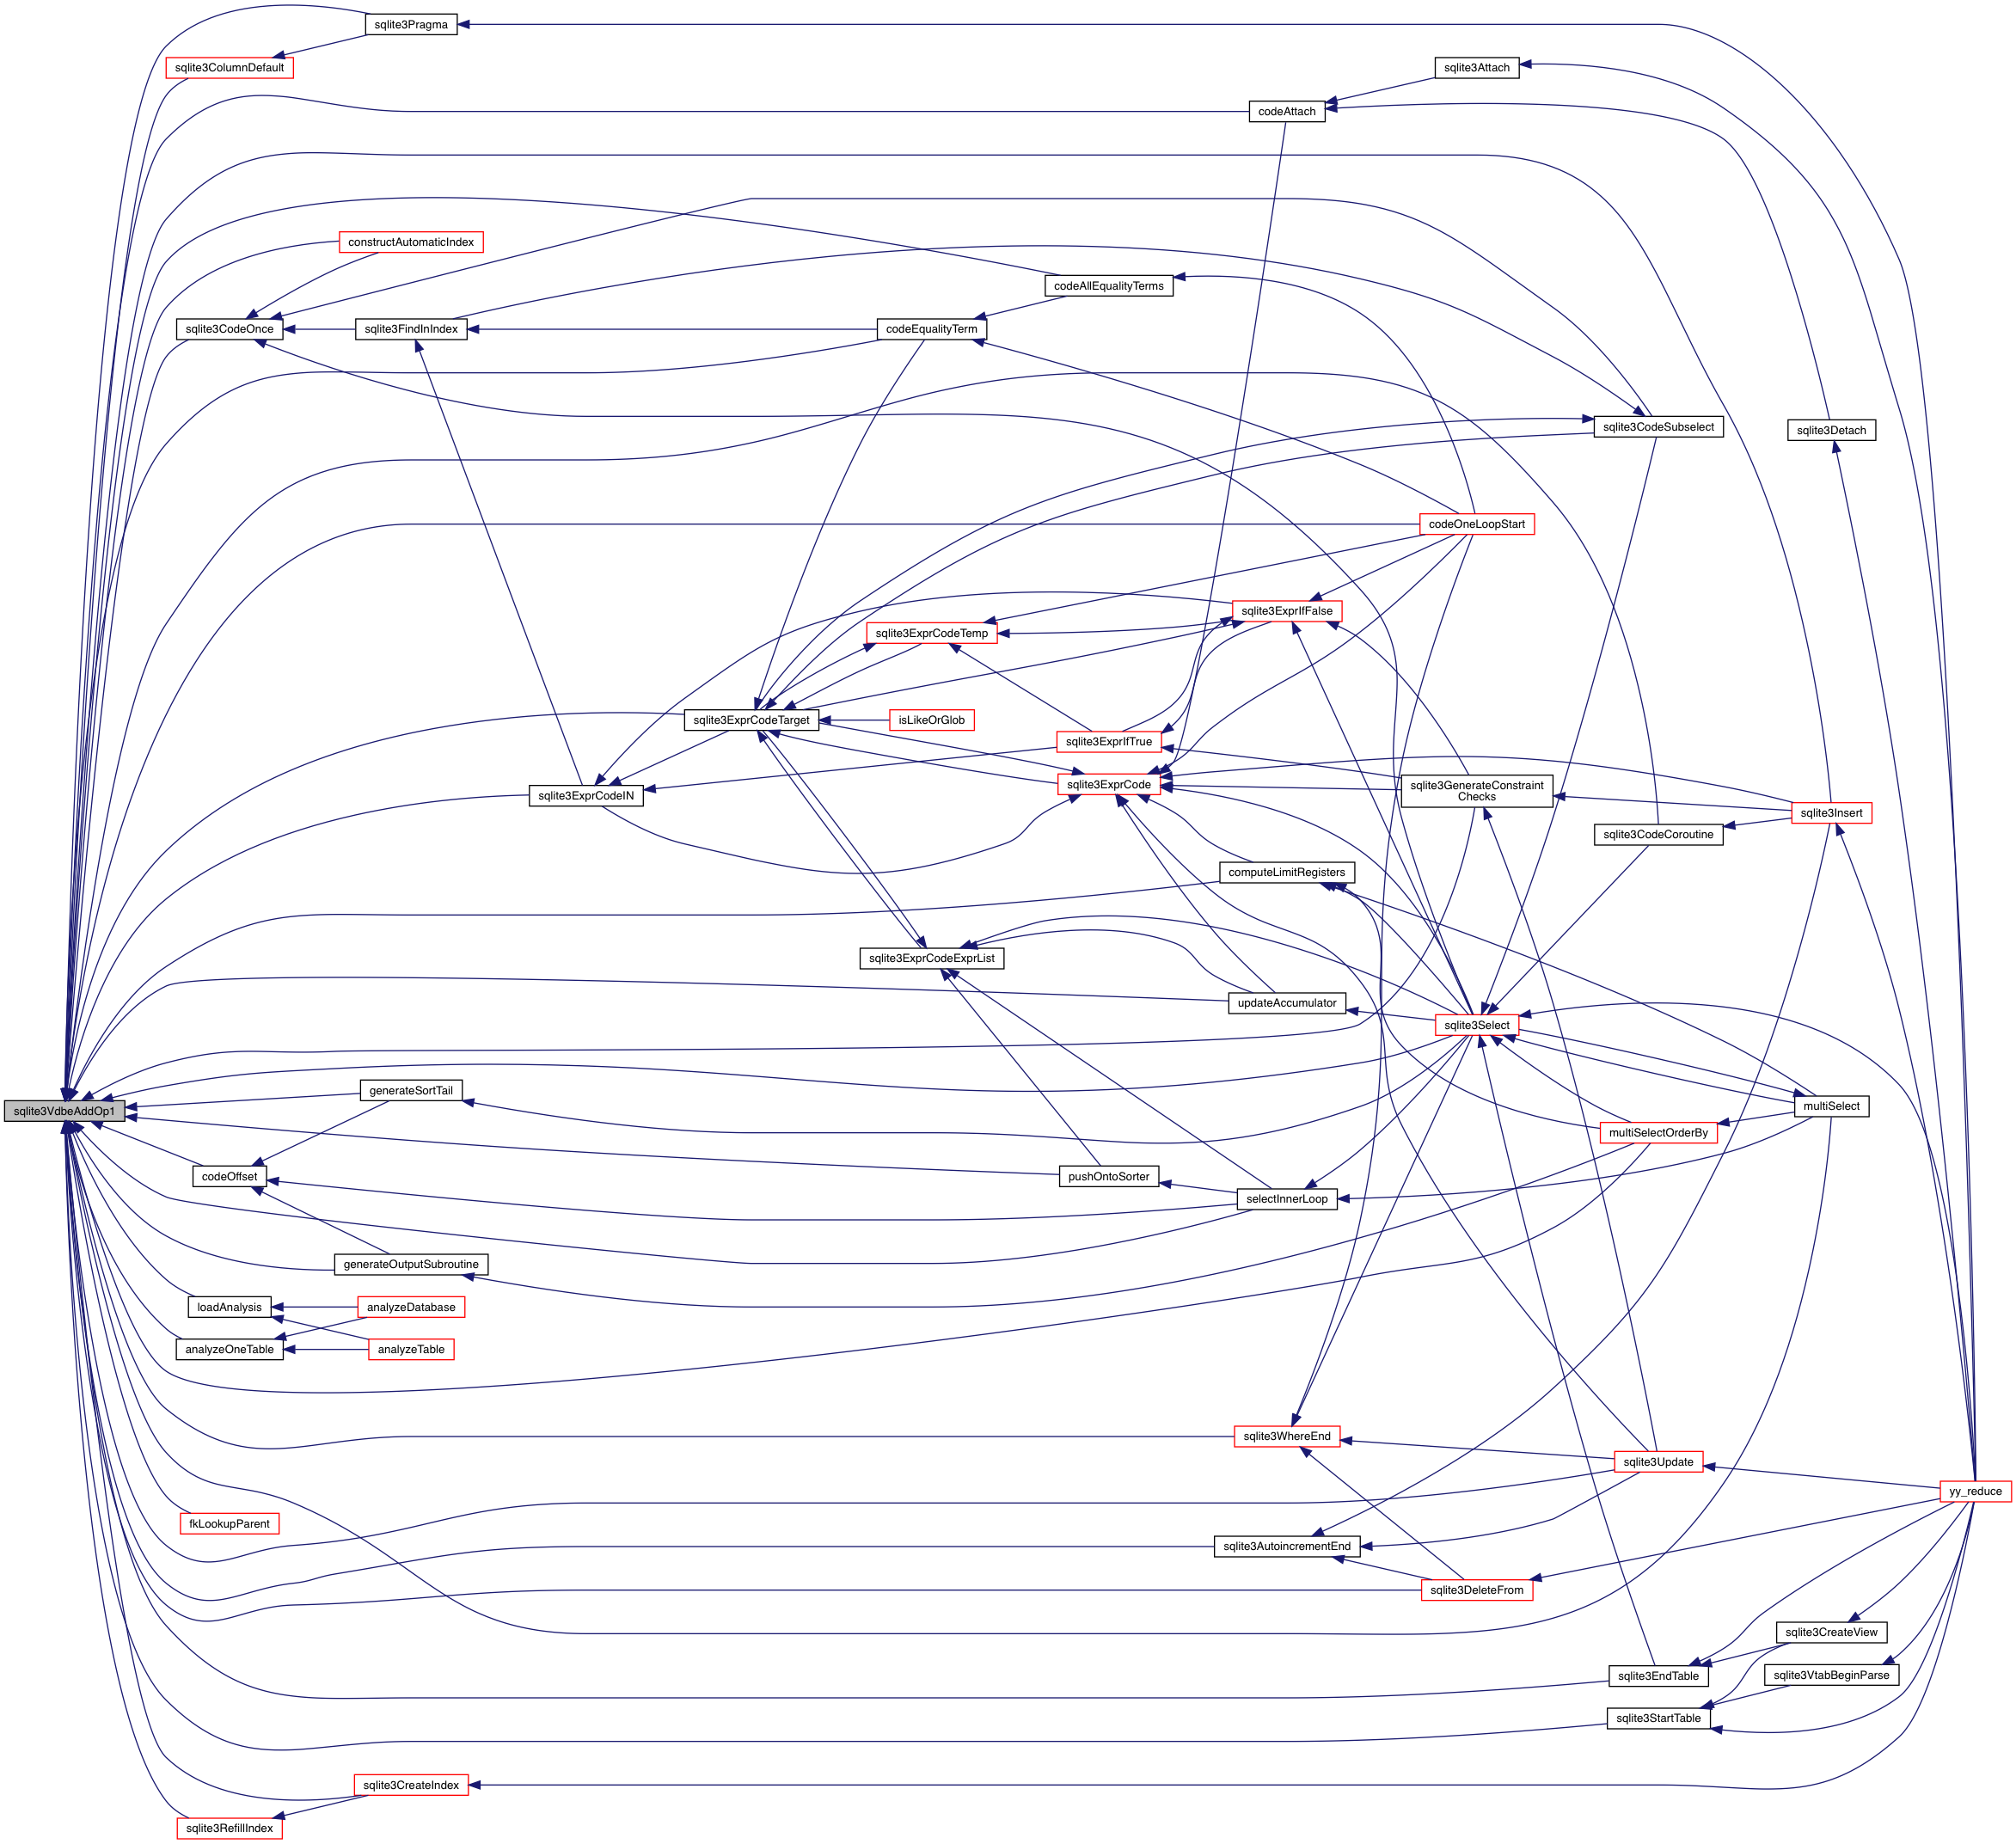 sqlite3Pragma
sqlite3ColumnDefault
sqlite3Attach
codeAttach
constructAutomaticIndex
codeAllEqualityTerms
sqlite3CodeOnce
sqlite3FindInIndex
codeEqualityTerm
sqlite3CodeSubselect
sqlite3Detach
codeOneLoopStart
sqlite3ExprIfFalse
sqlite3ExprCodeTemp
sqlite3ExprCodeTarget
isLikeOrGlob
sqlite3ExprIfTrue
sqlite3ExprCode
sqlite3ExprCodeIN
sqlite3GenerateConstraint
Checks
sqlite3Insert
sqlite3CodeCoroutine
computeLimitRegisters
sqlite3ExprCodeExprList
updateAccumulator
sqlite3Select
generateSortTail
sqlite3VdbeAddOp1
multiSelect
multiSelectOrderBy
codeOffset
pushOntoSorter
selectInnerLoop
generateOutputSubroutine
loadAnalysis
analyzeDatabase
analyzeOneTable
analyzeTable
sqlite3WhereEnd
sqlite3Update
yy_reduce
fkLookupParent
sqlite3AutoincrementEnd
sqlite3DeleteFrom
sqlite3CreateView
sqlite3EndTable
sqlite3VtabBeginParse
sqlite3StartTable
sqlite3CreateIndex
sqlite3RefillIndex